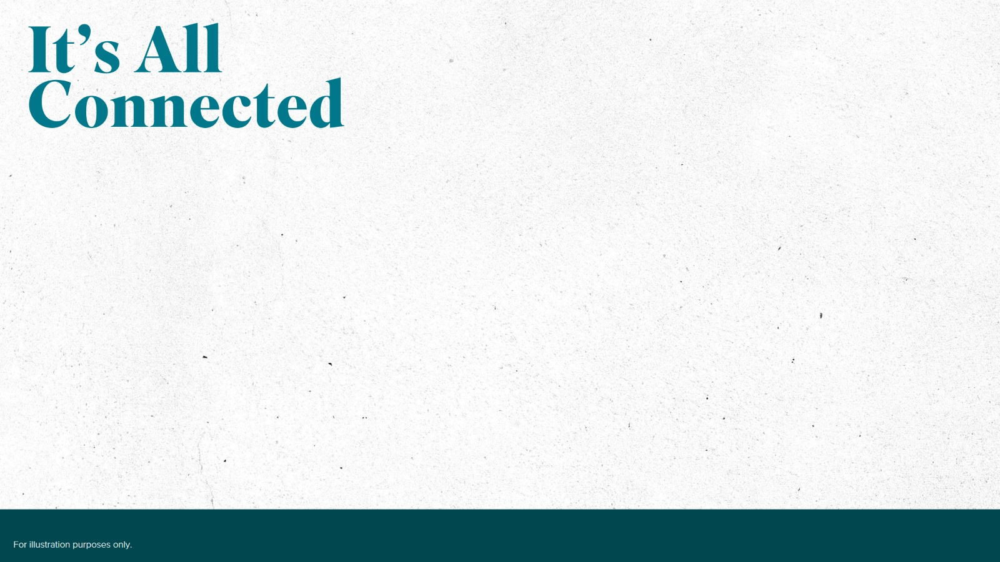 It’s All
Connected
For illustration purposes only.